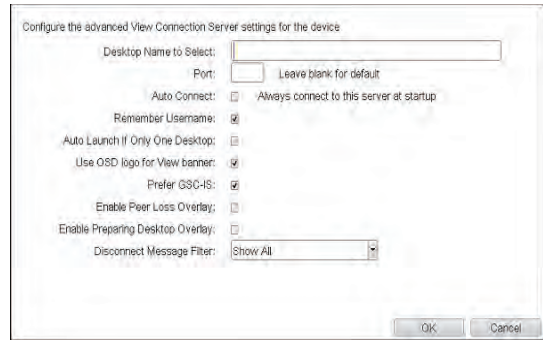 Configure the advanced View Connection Server settings for the device
Desktop Name to Select:
Port: Leave blank for default
Auto Connect: Always connect to this server at startup
Remember Username:
Auto Launch If Only One Desktop:
Use OSD logo for View banner:
Prefer GSC-IS:
Enable Peer Loss Overlay:
Enable Preparing Desktop Overlay:
Disconnect Message Filter: Show All
OK Cancel